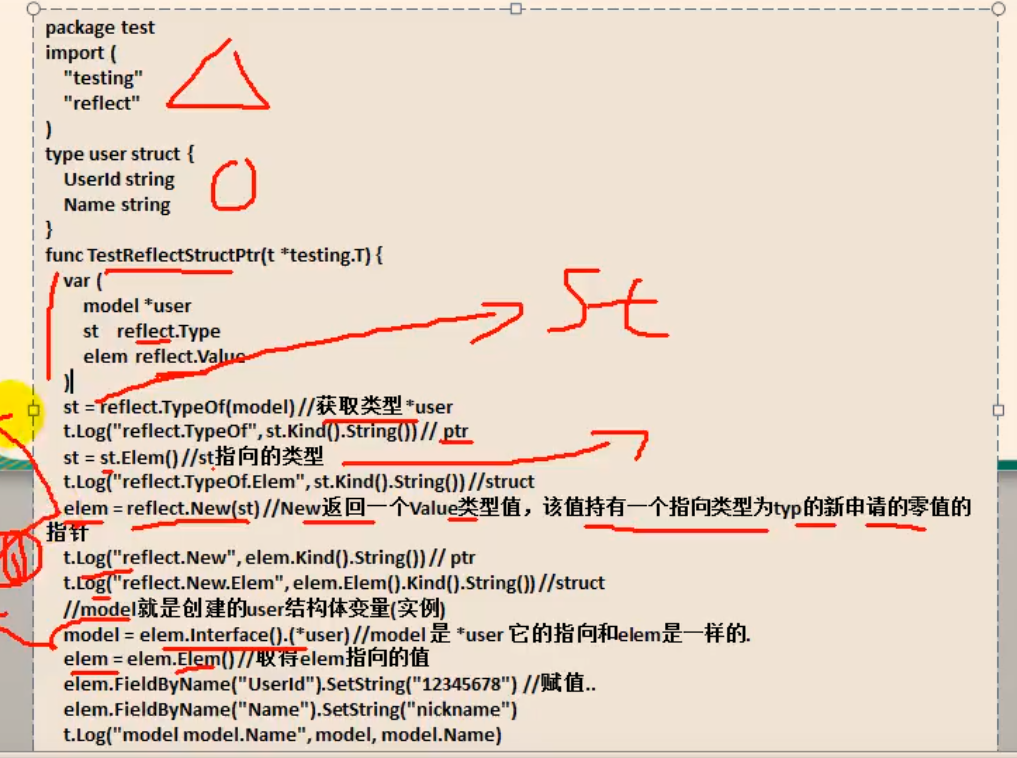 package test
import (
"testing"
"reflect"
)
type user struct {
UserId string
Name string
}
func TestReflectStructPtr(t *testing.T) {
var (
model *user
st reflect.Type
elem reflect.Value
)
st = reflect.TypeOf(model)//获取类型*user
t.Log("reflect.TypeOf", st.Kind().String())// ptr
st = st.Elem()//st指向的类型
t.Log("reflect.TypeOf.Elem", st.Kind().String())//struct
elem = reflect.New(st)//New返回一个Value类型值，该值持有一个指向类型为typ的新申请的零值的
指针
t.Log("reflect.New", elem.Kind().String())// ptr
t.Log("reflect.New.Elem", elem.Elem().Kind().String())//struct
//model就是创建的user结构体变量(实例)
model = elem.Interface().(*user)//model 是 *user 它的指向和elem是一样的.
elem = elem.Elem()//取得elem指向的值
elem.FieldByName("UserId").SetString("12345678") //赋值..
elem.FieldByName("Name").SetString("nickname")
t.Log("model model.Name", model, model.Name)
St